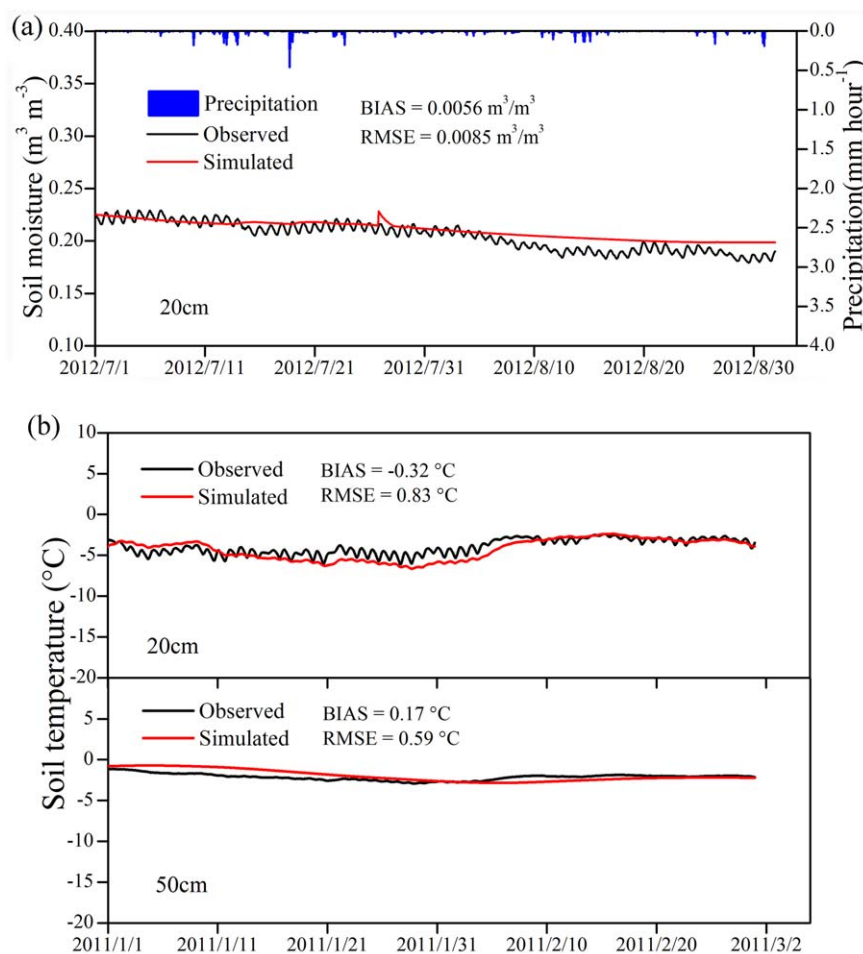 (a)
0.40
0.35
0.30
0.25
0.20
0.15
0.10
Soil moisture (m³ m⁻³)
Precipitation
Observed
Simulated
BIAS = 0.0056 m³/m³
RMSE = 0.0085 m³/m³
20cm
0.0
0.5
1.0
1.5
2.0
2.5
3.0
3.5
4.0
Precipitation(mm hour⁻¹)
2012/7/1 2012/7/11 2012/7/21 2012/7/31 2012/8/10 2012/8/20 2012/8/30
(b)
Soil temperature (°C)
10
5
0
-5
-10
-15
-20
Observed
Simulated
BIAS = -0.32 °C
RMSE = 0.83 °C
20cm
5
0
-5
-10
-15
-20
Observed
Simulated
BIAS = 0.17 °C
RMSE = 0.59 °C
50cm
2011/1/1 2011/1/11 2011/1/21 2011/1/31 2011/2/10 2011/2/20 2011/3/2